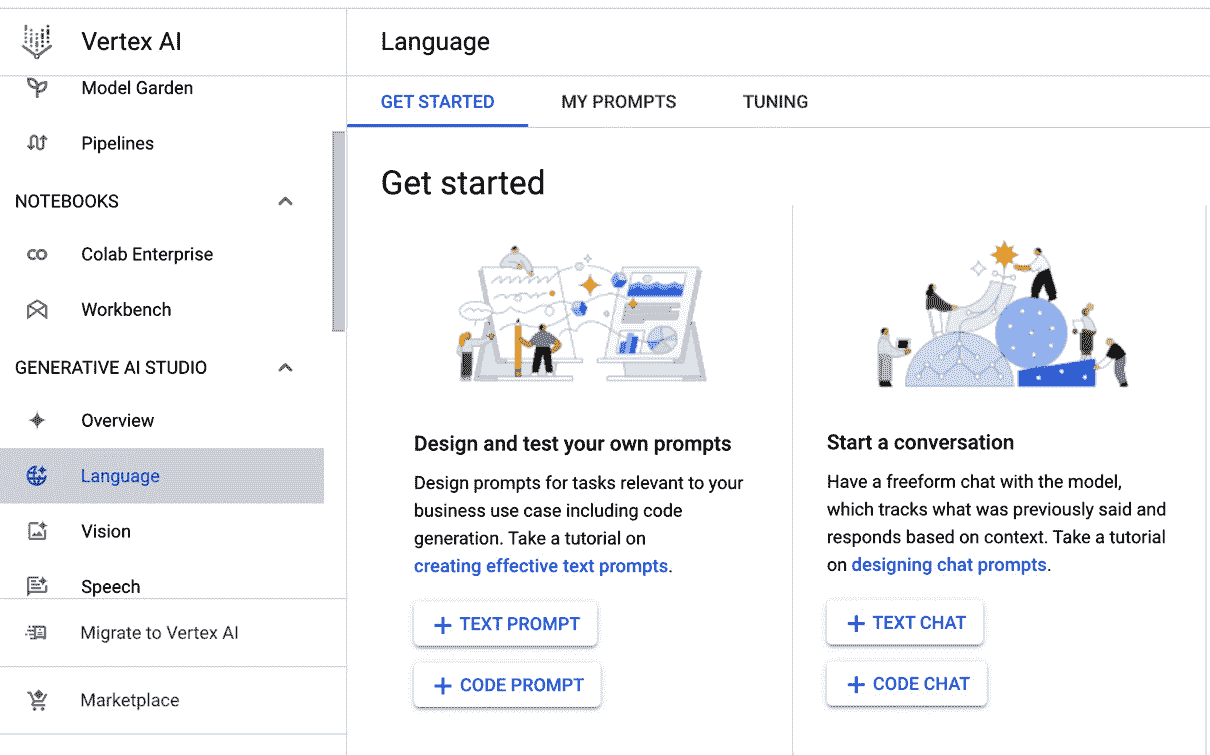 Vertex AI
Model Garden
Pipelines
NOTEBOOKS
Colab Enterprise
Workbench
GENERATIVE AI STUDIO
Overview
Language
Vision
Speech
Migrate to Vertex AI
Marketplace
Language
GET STARTED
MY PROMPTS
TUNING
Get started
Design and test your own prompts
Design prompts for tasks relevant to your
business use case including code
generation. Take a tutorial on
creating effective text prompts.
+ TEXT PROMPT
+ CODE PROMPT
Start a conversation
Have a freeform chat with the model,
which tracks what was previously said and
responds based on context. Take a tutorial
on designing chat prompts.
+ TEXT CHAT
+ CODE CHAT